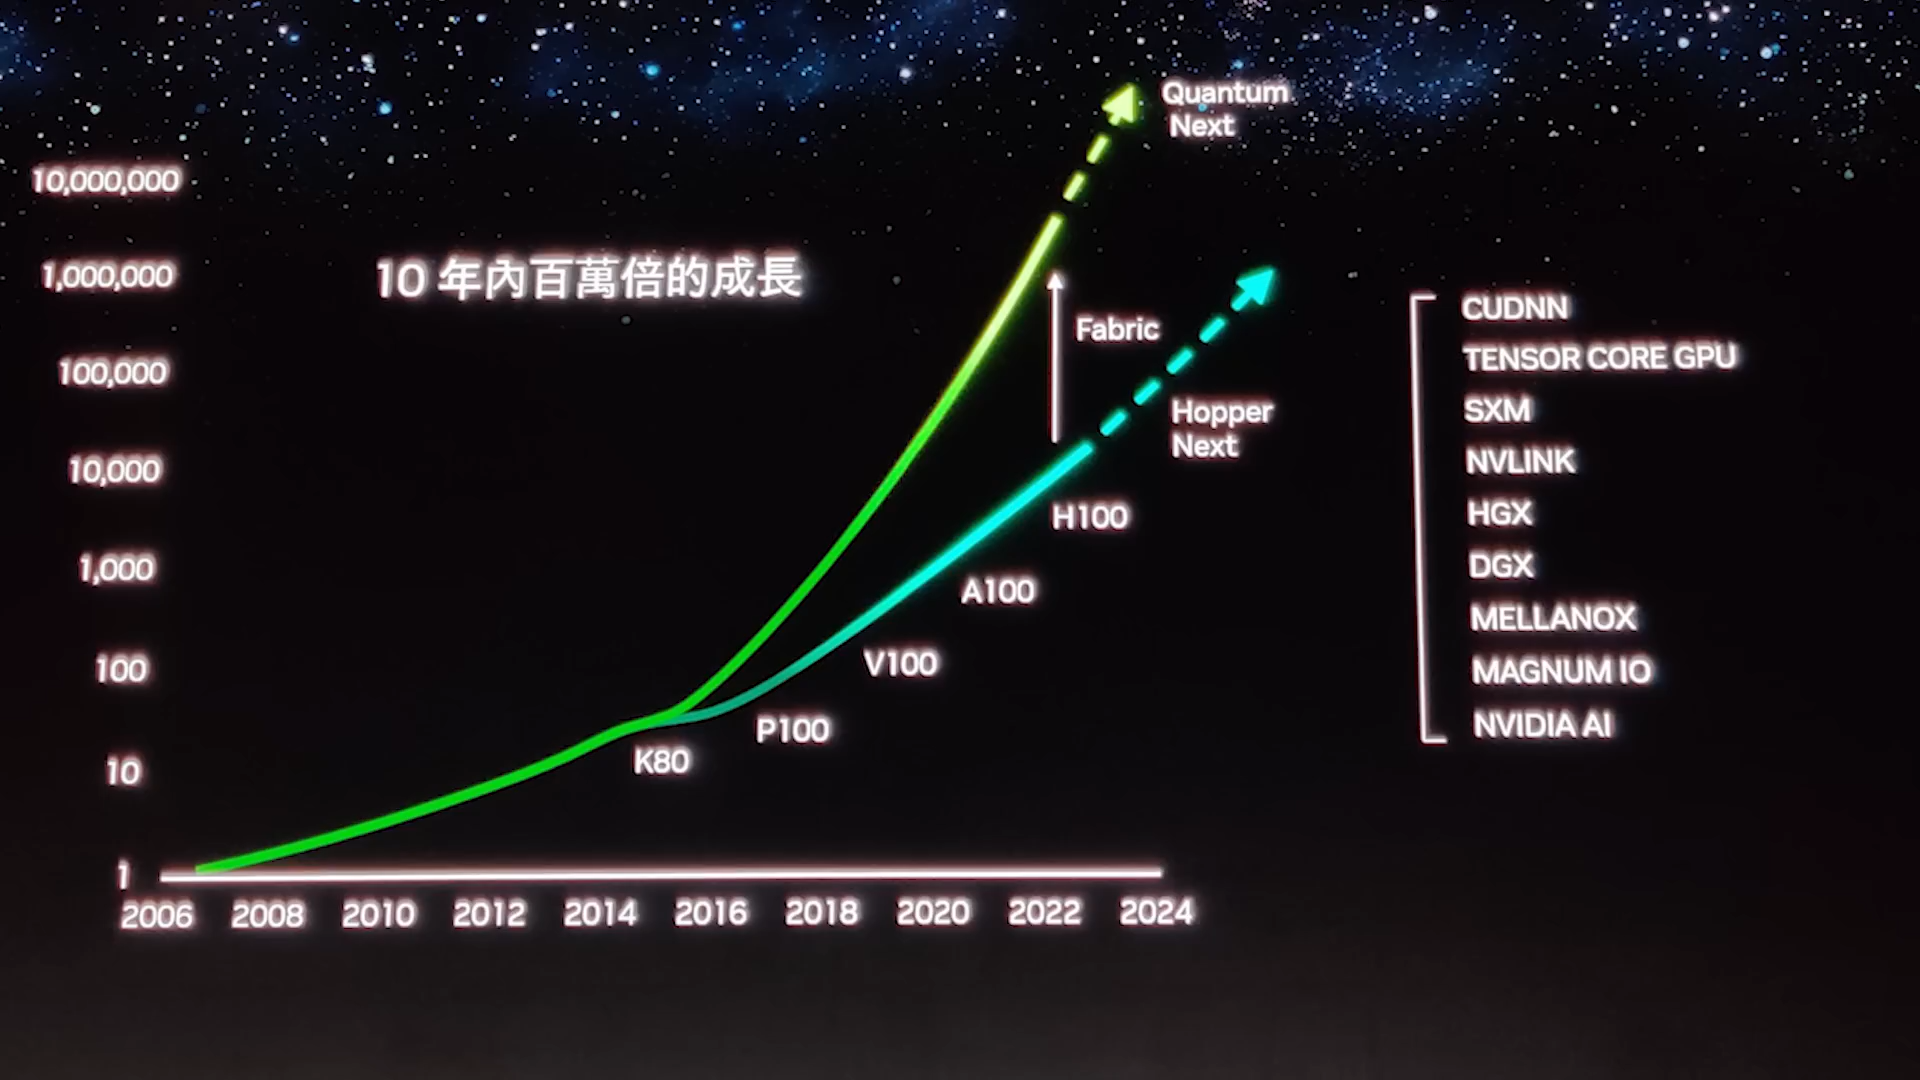 Quantum
Next
10,000,000
1,000,000
10 年內百萬倍的成長
Fabric
100,000
Hopper
Next
10,000
H100
1,000
A100
100
V100
P100
K80
10
1
2006 2008 2010 2012 2014 2016 2018 2020 2022 2024
CUDNN
TENSOR CORE GPU
SXM
NVLINK
HGX
DGX
MELLANOX
MAGNUM IO
NVIDIA AI